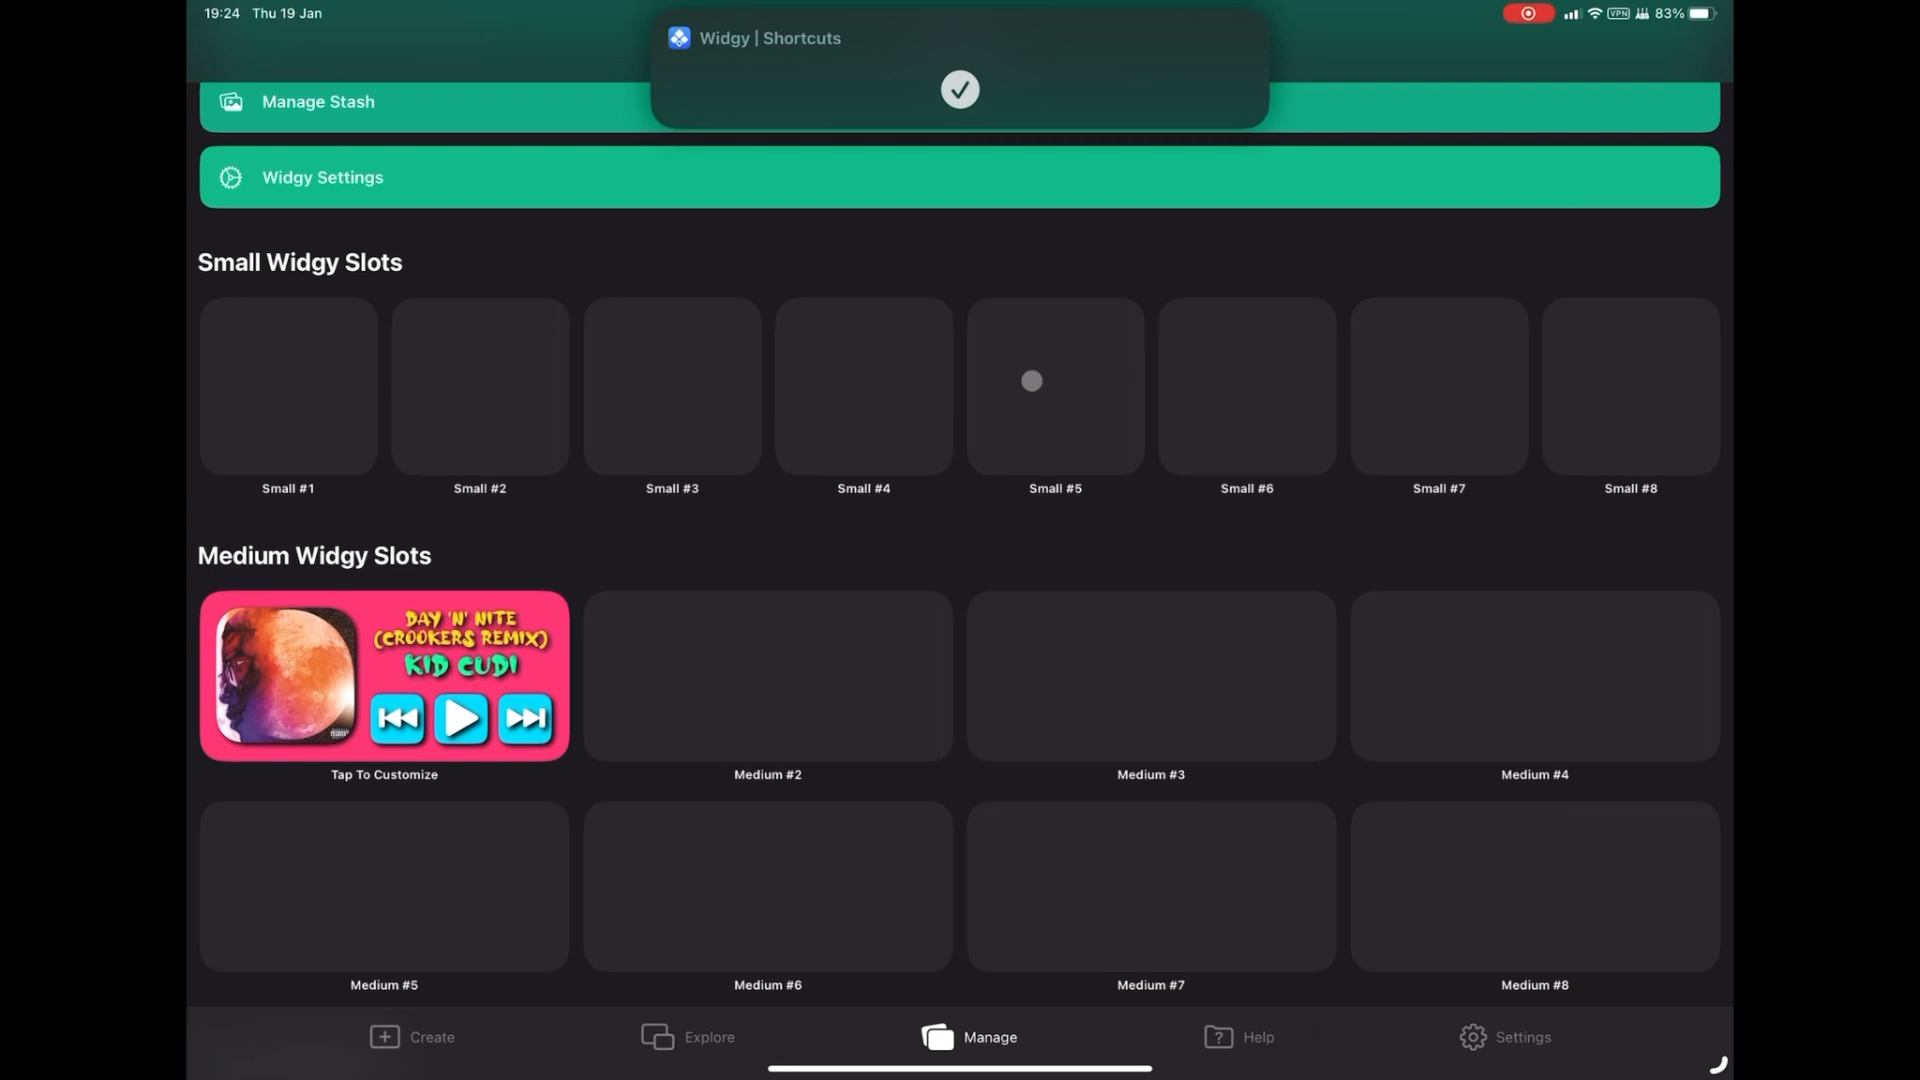 19:24 Thu 19 Jan
VPN 83%
Widgy | Shortcuts
Manage Stash
Widgy Settings
Small Widgy Slots
Small #1 Small #2 Small #3 Small #4 Small #5 Small #6 Small #7 Small #8
Medium Widgy Slots
DAY 'N' NITE
(CROOKERS REMIX)
KID CUDI
Tap To Customize Medium #2 Medium #3 Medium #4
Medium #5 Medium #6 Medium #7 Medium #8
Create Explore Manage Help Settings